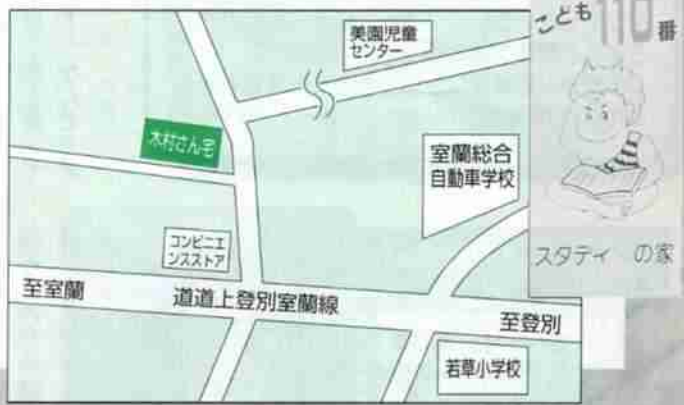 こども110番
美園児童
センター
木村さん宅
室蘭総合
自動車学校
コンビニエ
ンスストア
スタディ の家
至室蘭
道道上登別室蘭線
至登別
若草小学校